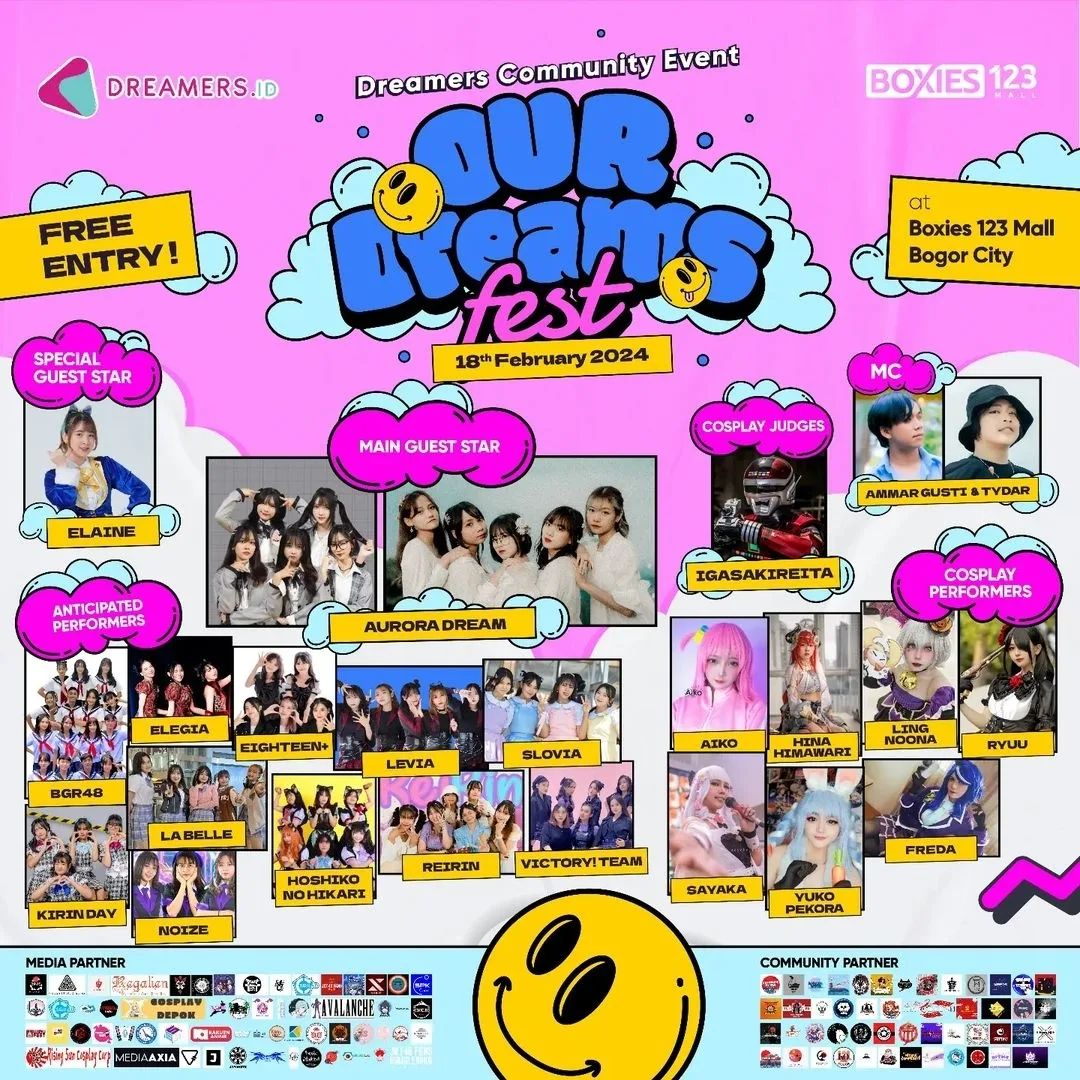 DREAMERS.ID
Dreamers Community Event
BOXIES 123
MALL
OUR
Dreams
fest
18th February 2024
FREE
ENTRY!
at
Boxies 123 Mall
Bogor City
SPECIAL
GUEST STAR
ELAINE
MAIN GUEST STAR
AURORA DREAM
COSPLAY JUDGES
IGASAKIREITA
MC
AMMAR GUSTI & TYDAR
ANTICIPATED
PERFORMERS
BGR48
ELEGIA
EIGHTEEN+
LEVIA
SLOVIA
LA BELLE
KIRIN DAY
NOIZE
HOSHIKO
NO HIKARI
REIRIN
VICTORY! TEAM
COSPLAY
PERFORMERS
Aiko
AIKO
HINA
HIMAWARI
LING
NOONA
RYUU
SAYAKA
YUKO
PEKORA
FREDA
MEDIA PARTNER
Regalian
COSPLAY
DEPOK
AVALANCHE
Rising Sun Cosplay Corp
MEDIAAXIA
COMMUNITY PARTNER